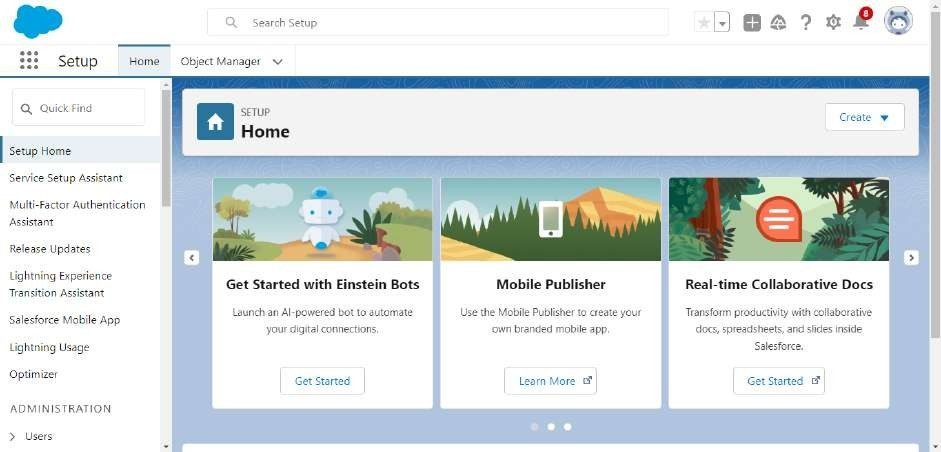 Search Setup
8
Setup
Home
Object Manager
Quick Find
Setup Home
Service Setup Assistant
Multi-Factor Authentication
Assistant
Release Updates
Lightning Experience
Transition Assistant
Salesforce Mobile App
Lightning Usage
Optimizer
ADMINISTRATION
Users
SETUP
Home
Create
Get Started with Einstein Bots
Launch an AI-powered bot to automate
your digital connections.
Get Started
Mobile Publisher
Use the Mobile Publisher to create your
own branded mobile app.
Learn More
Real-time Collaborative Docs
Transform productivity with collaborative
docs, spreadsheets, and slides inside
Salesforce.
Get Started